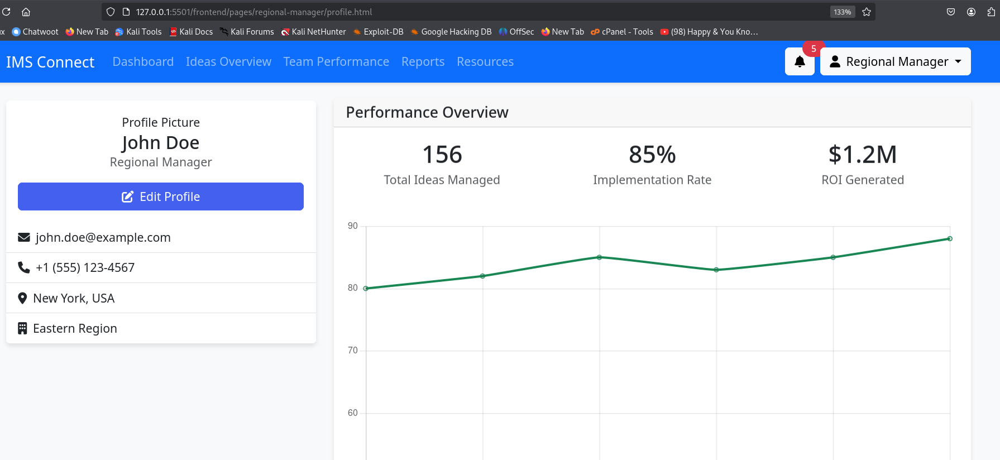 127.0.0.1:5501/frontend/pages/regional-manager/profile.html 133%
Chatwoot New Tab Kali Tools Kali Docs Kali Forums Kali NetHunter Exploit-DB Google Hacking DB OffSec New Tab cPanel - Tools (98) Happy & You Kno…
IMS Connect Dashboard Ideas Overview Team Performance Reports Resources 5 Regional Manager
Profile Picture
John Doe
Regional Manager
Edit Profile
john.doe@example.com
+1 (555) 123-4567
New York, USA
Eastern Region
Performance Overview
156 85% $1.2M
Total Ideas Managed Implementation Rate ROI Generated
90
80
70
60